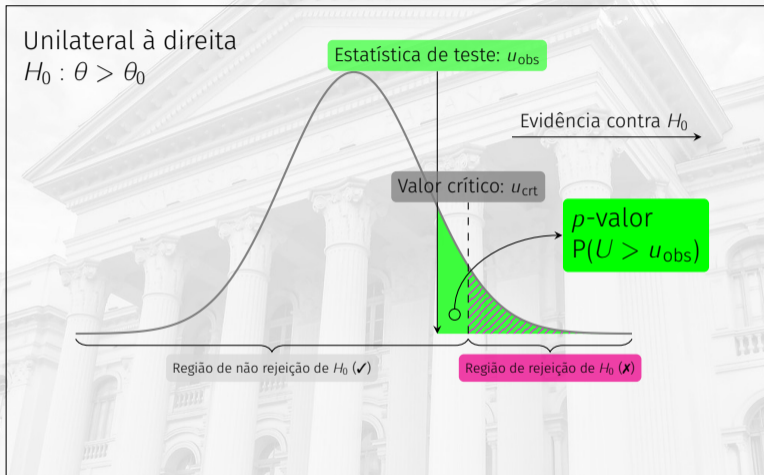 Unilateral à direita
H₀ : θ > θ₀
Estatística de teste: u_obs
Evidência contra H₀
Valor crítico: u_crt
p-valor
P(U > u_obs)
Região de não rejeição de H₀ (✓)
Região de rejeição de H₀ (✗)